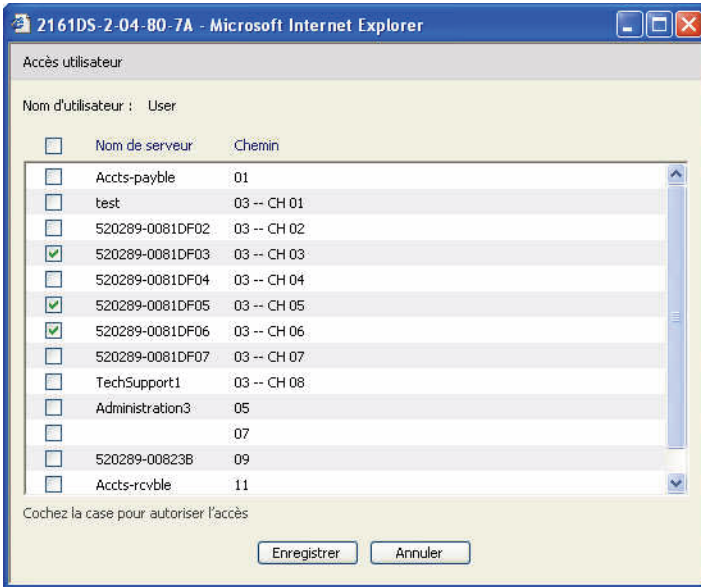 2161DS-2-04-80-7A - Microsoft Internet Explorer
Accès utilisateur
Nom d'utilisateur : User
Nom de serveur Chemin
Accts-payble 01
test 03 -- CH 01
520289-0081DF02 03 -- CH 02
520289-0081DF03 03 -- CH 03
520289-0081DF04 03 -- CH 04
520289-0081DF05 03 -- CH 05
520289-0081DF06 03 -- CH 06
520289-0081DF07 03 -- CH 07
TechSupport1 03 -- CH 08
Administration3 05
07
520289-00823B 09
Accts-rcvble 11
Cochez la case pour autoriser l'accès
Enregistrer Annuler